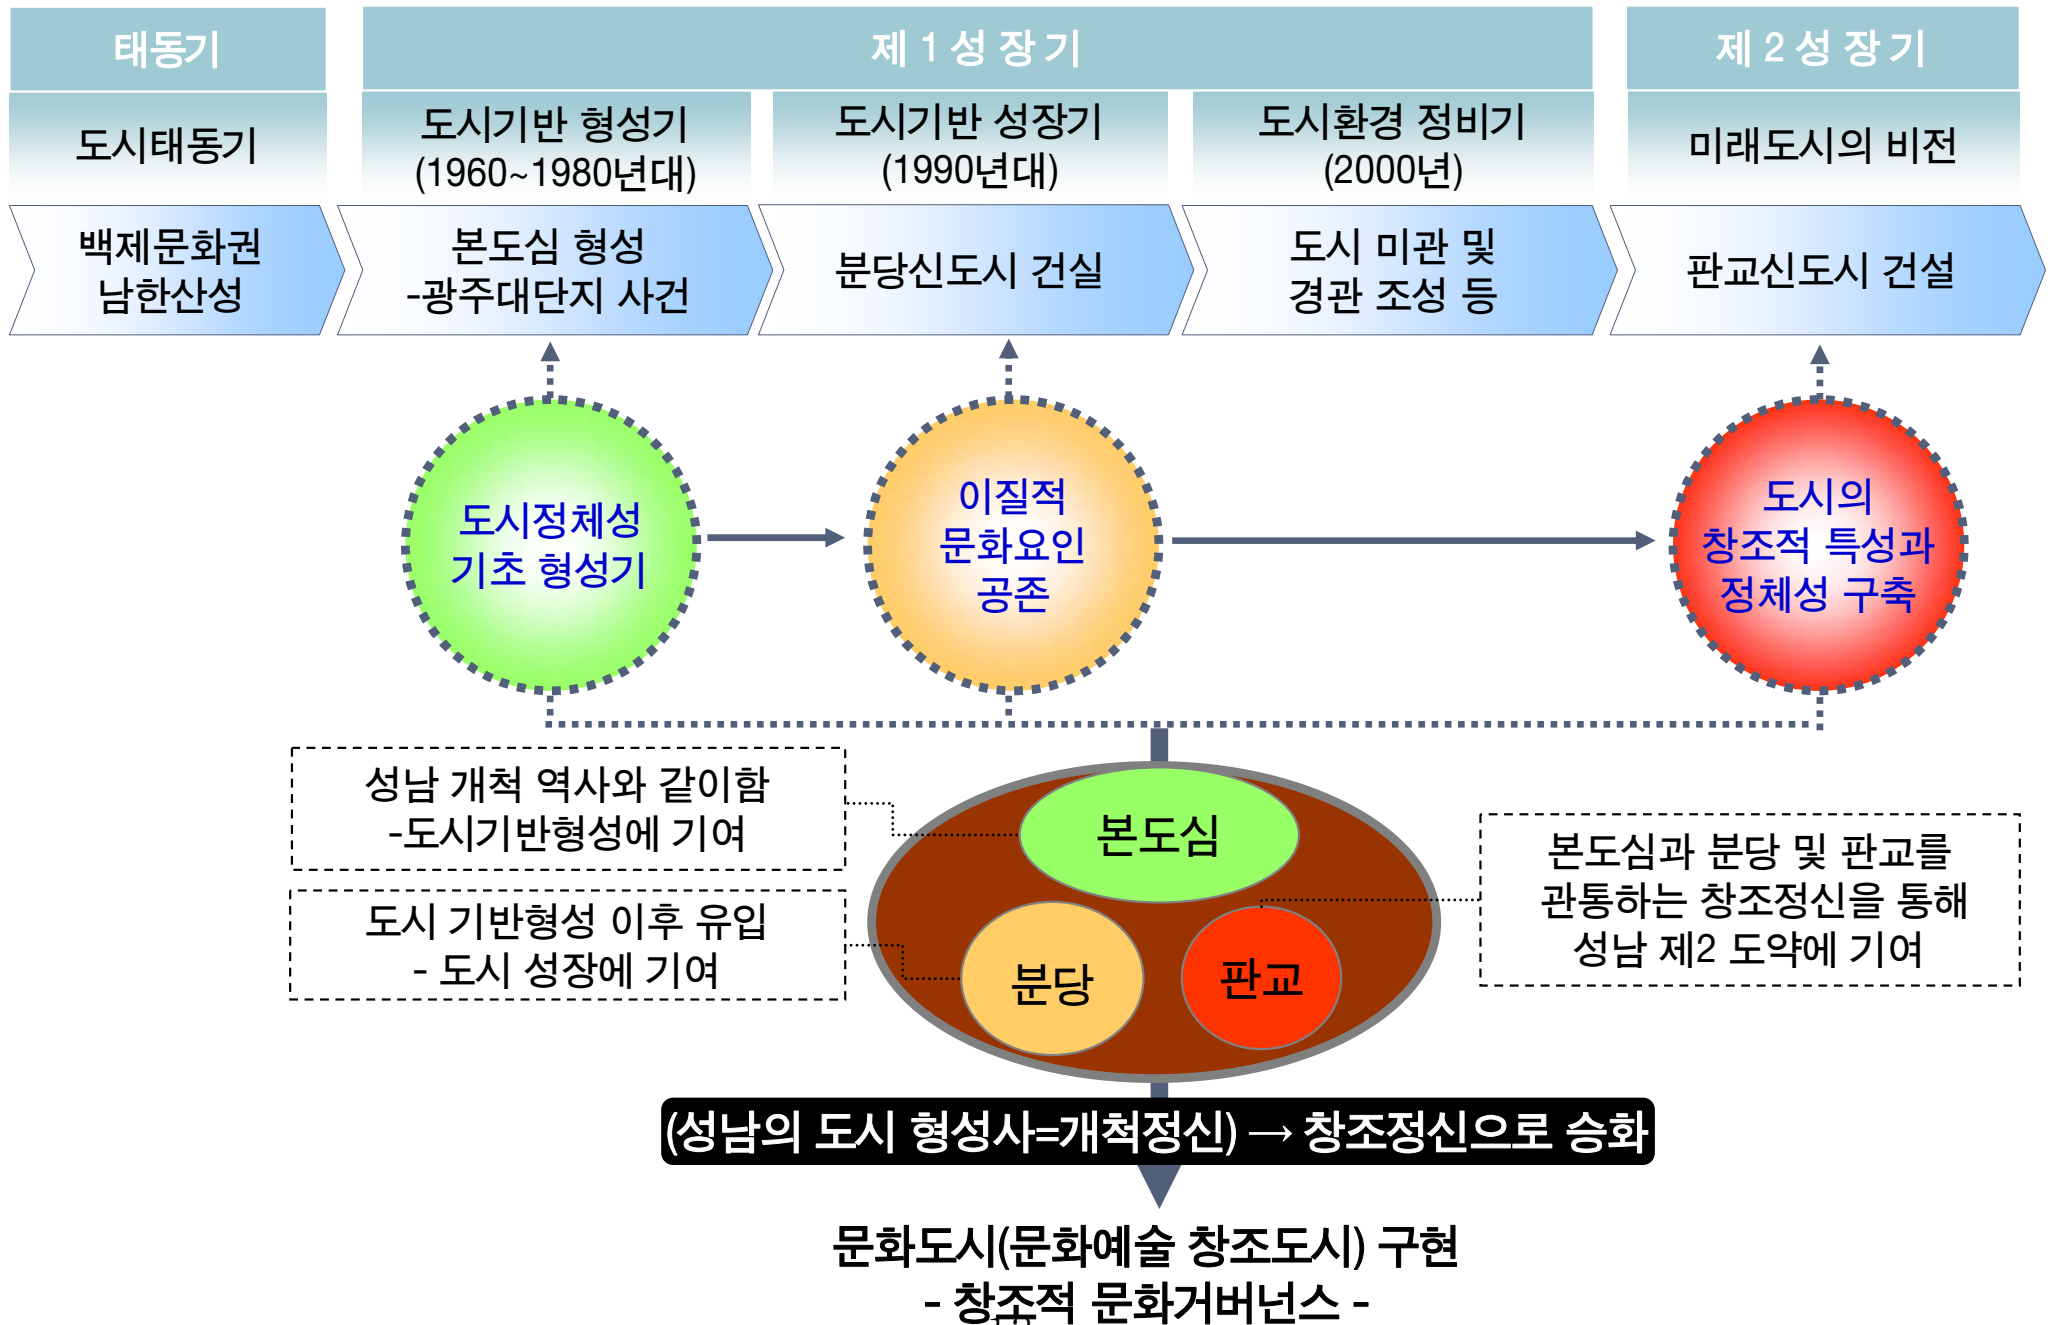 태동기
제 1 성 장 기
제 2 성 장 기
도시태동기
도시기반 형성기
(1960~1980년대)
도시기반 성장기
(1990년대)
도시환경 정비기
(2000년)
미래도시의 비전
백제문화권
남한산성
본도심 형성
-광주대단지 사건
분당신도시 건실
도시 미관 및
경관 조성 등
판교신도시 건설
도시정체성
기초 형성기
이질적
문화요인
공존
도시의
창조적 특성과
정체성 구축
성남 개척 역사와 같이함
-도시기반형성에 기여
도시 기반형성 이후 유입
- 도시 성장에 기여
본도심
분당
판교
본도심과 분당 및 판교를
관통하는 창조정신을 통해
성남 제2 도약에 기여
(성남의 도시 형성사=개척정신) → 창조정신으로 승화
문화도시(문화예술 창조도시) 구현
- 창조적 문화거버넌스 -